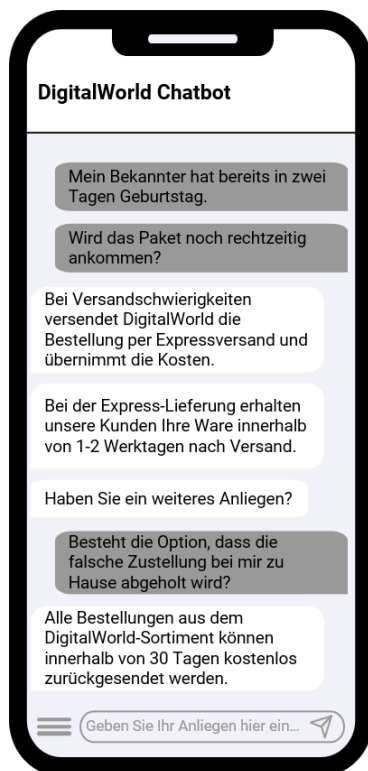 DigitalWorld Chatbot
Mein Bekannter hat bereits in zwei
Tagen Geburtstag.
Wird das Paket noch rechtzeitig
ankommen?
Bei Versandschwierigkeiten
versendet DigitalWorld die
Bestellung per Expressversand und
übernimmt die Kosten.
Bei der Express-Lieferung erhalten
unsere Kunden Ihre Ware innerhalb
von 1-2 Werktagen nach Versand.
Haben Sie ein weiteres Anliegen?
Besteht die Option, dass die
falsche Zustellung bei mir zu
Hause abgeholt wird?
Alle Bestellungen aus dem
DigitalWorld-Sortiment können
innerhalb von 30 Tagen kostenlos
zurückgesendet werden.
Geben Sie Ihr Anliegen hier ein...